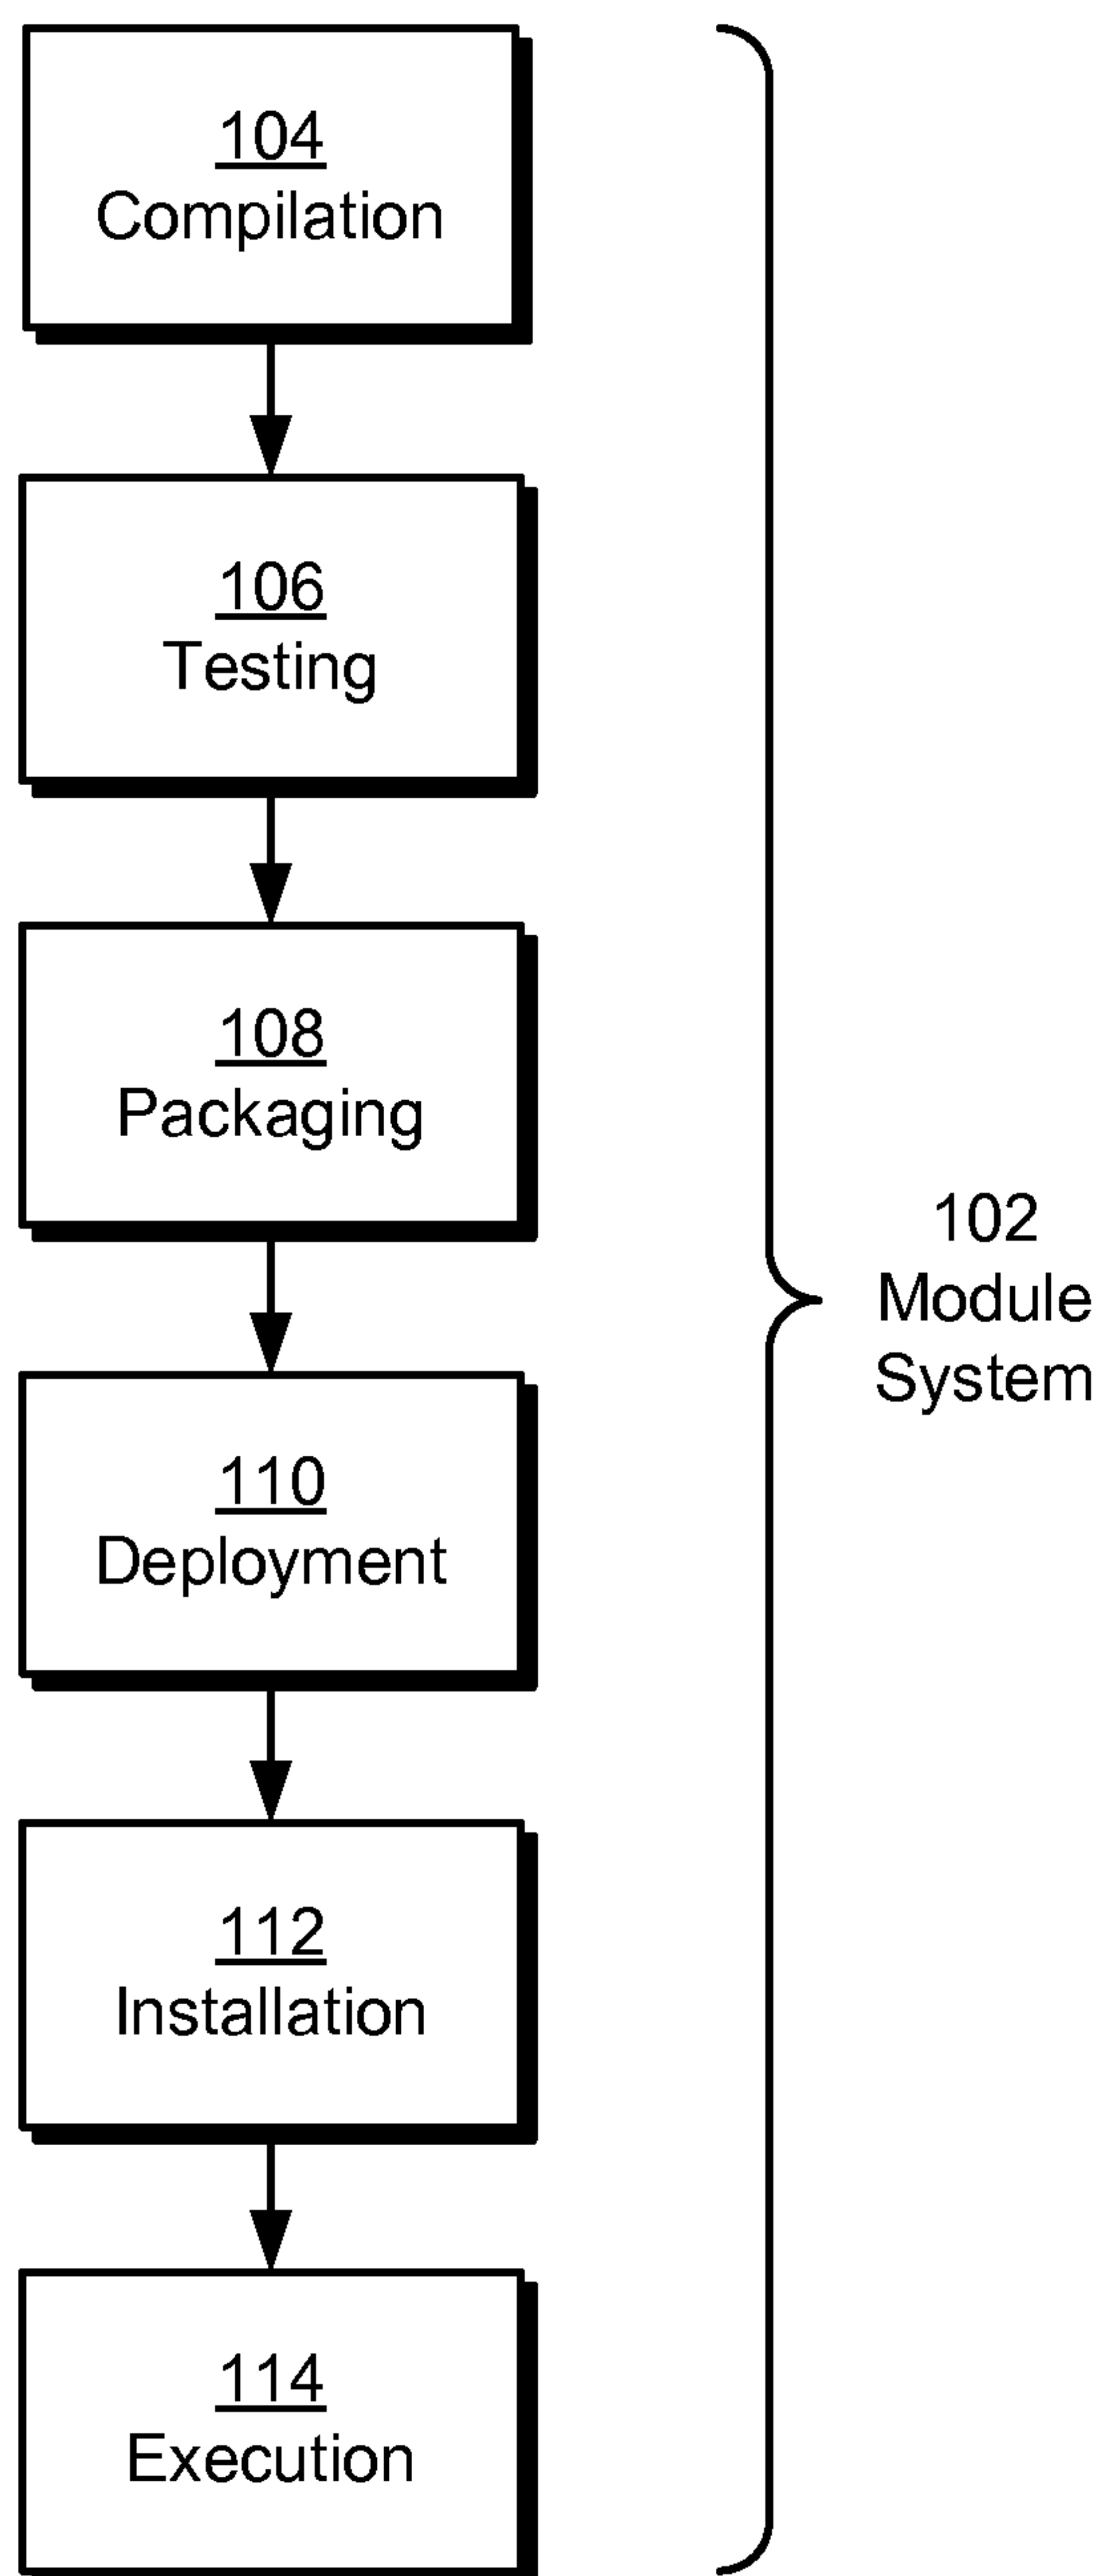 104
Compilation
106
Testing
108
Packaging
102
Module
System
110
Deployment
112
Installation
114
Execution